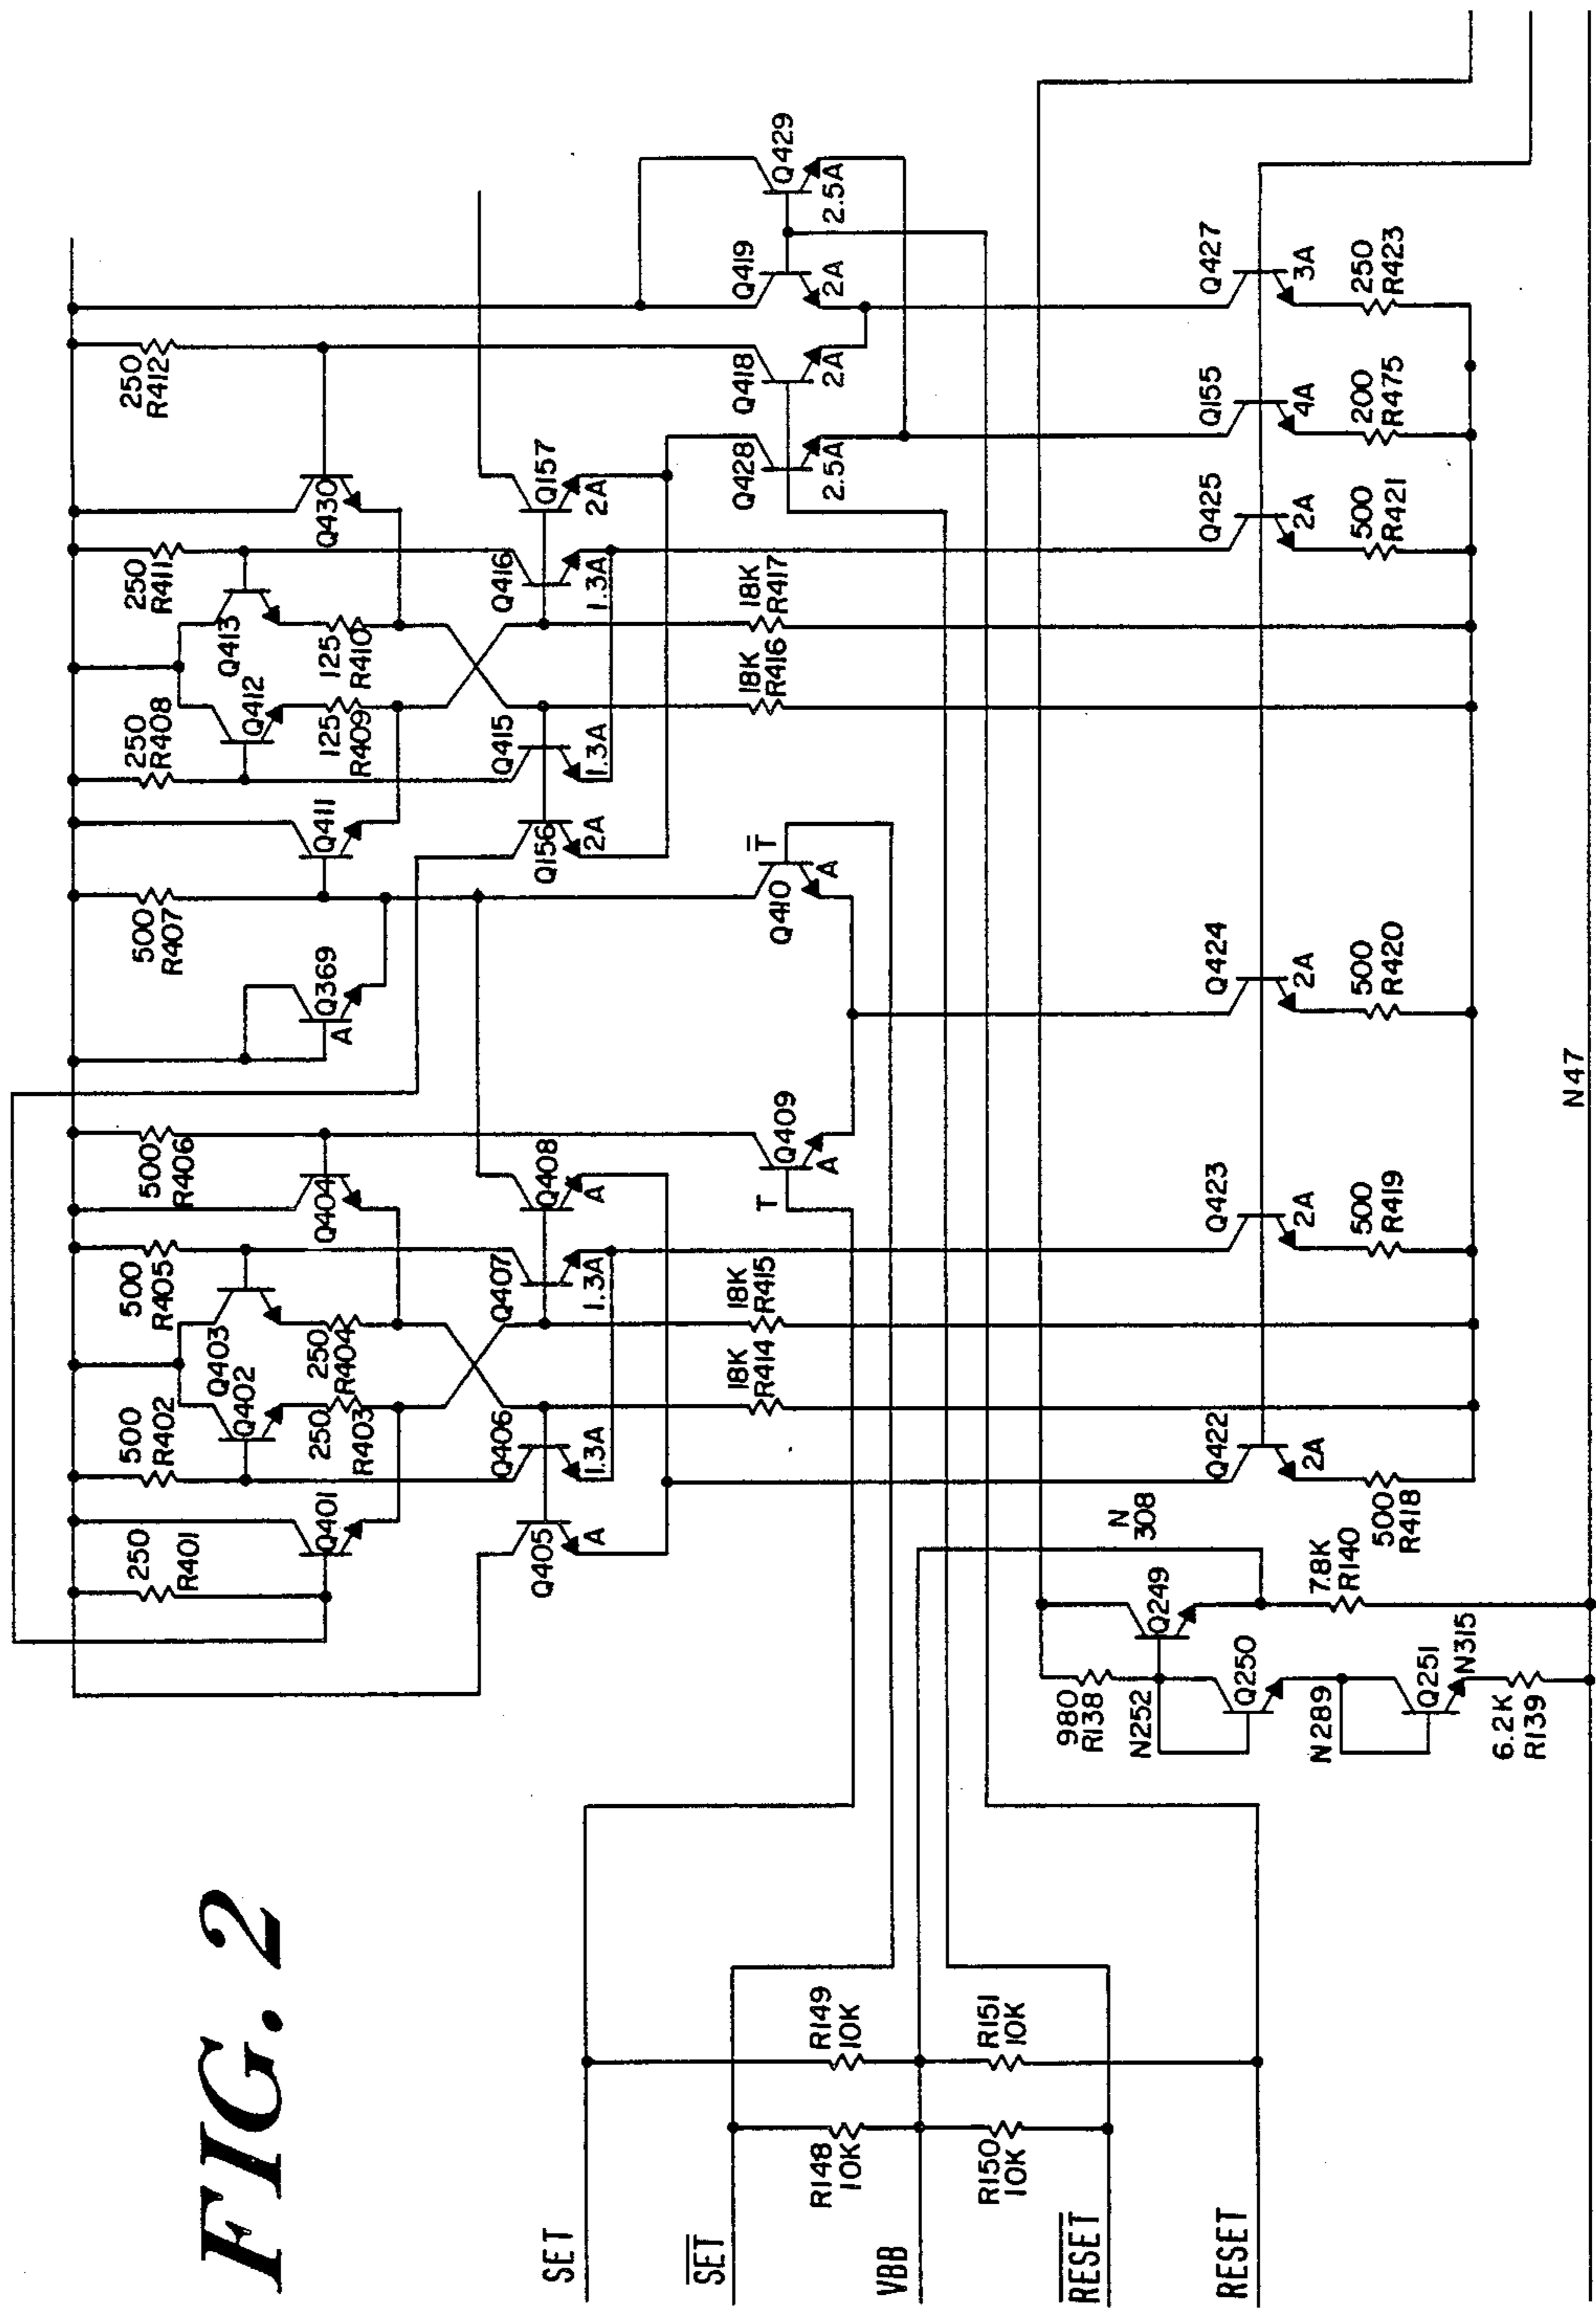 FIG. 2
SET
SET
VBB
RESET
RESET
R149
10K
R148
10K
R151
10K
R150
10K
250
R401
Q401
500
R402
Q402
Q403
250
R403
250
R404
500
R405
Q404
500
R406
Q405
A
Q406
1.3A
Q407
1.3A
Q408
A
18K
R414
18K
R415
T
Q409
A
Q369
A
500
R407
Q411
T
Q410
A
250
R408
Q412
Q413
125
R409
125
R410
250
R411
Q430
250
R412
Q156
2A
Q415
1.3A
Q416
1.3A
Q157
2A
18K
R416
18K
R417
Q428
2.5A
Q418
2A
Q419
2A
Q429
2.5A
Q422
2A
500
R418
Q423
2A
500
R419
Q424
2A
500
R420
Q425
2A
500
R421
Q155
4A
200
R475
Q427
3A
250
R423
980
R138
N252
Q250
N289
Q251
N315
6.2K
R139
Q249
N
308
7.8K
R140
N47